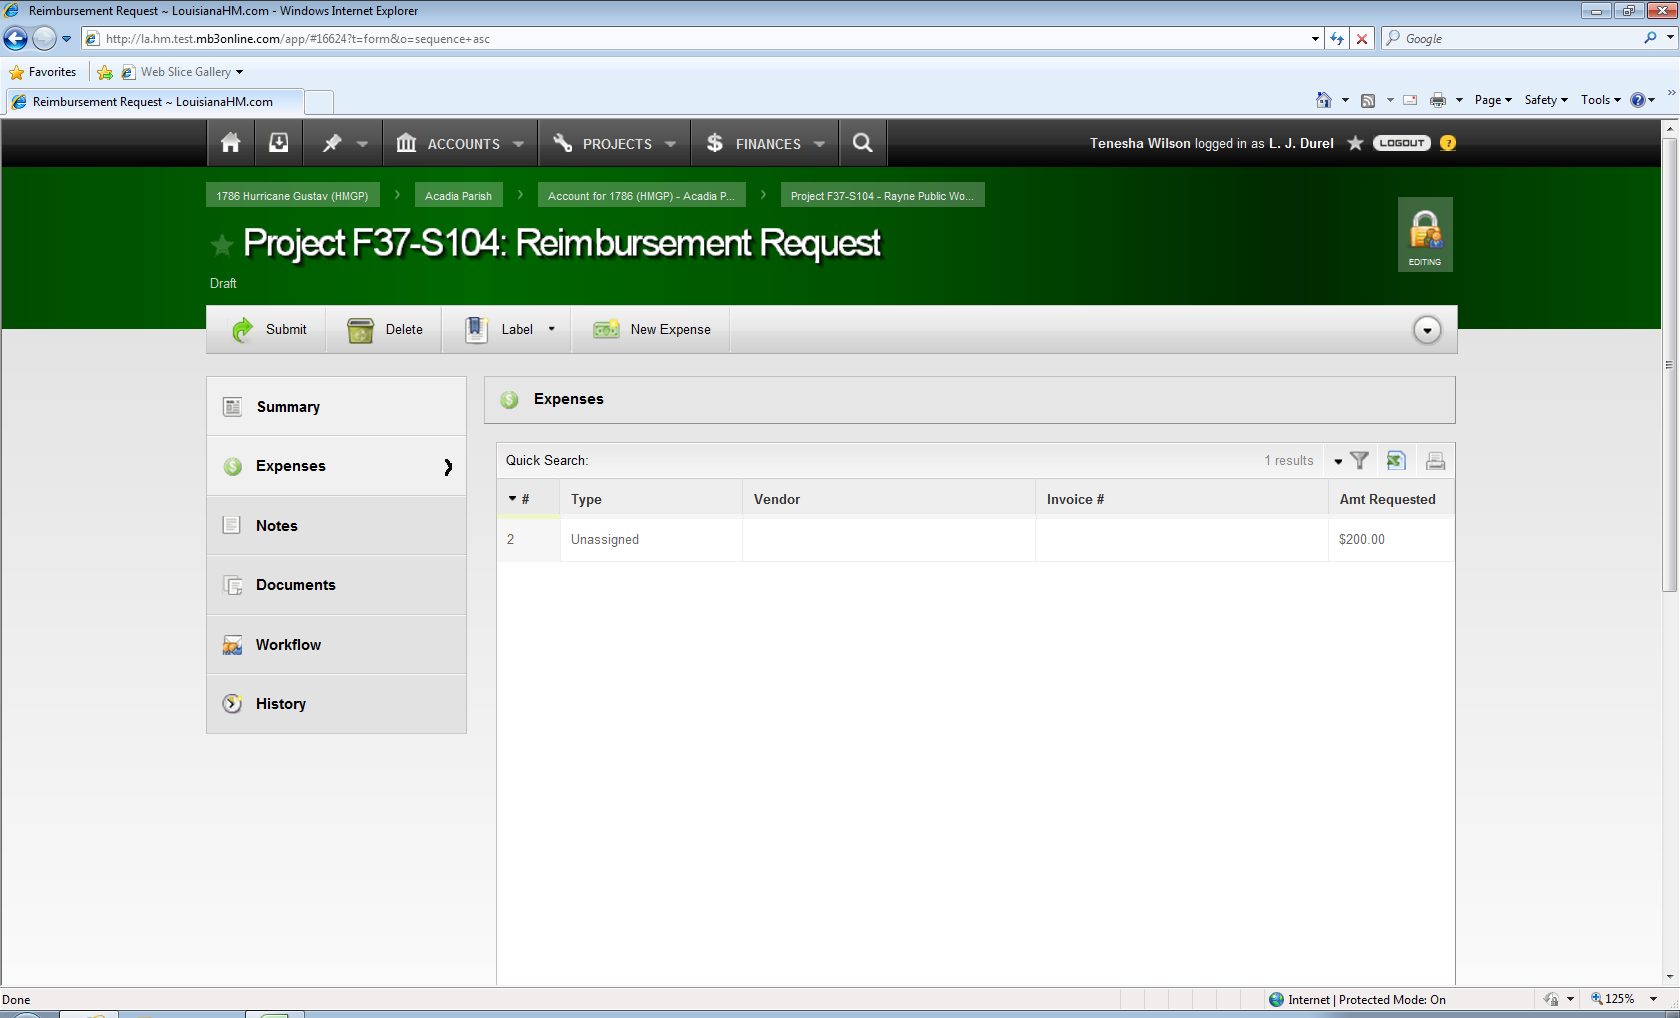 Reimbursement Request ~ LouisianaHM.com - Windows Internet Explorer
http://la.hm.test.mb3online.com/app/#16624?t=form&o=sequence+asc
Google
Favorites
Web Slice Gallery
Reimbursement Request ~ LouisianaHM.com
Page
Safety
Tools
ACCOUNTS
PROJECTS
$ FINANCES
Tenesha Wilson logged in as L. J. Durel
LOGOUT
?
1786 Hurricane Gustav (HMGP)
Acadia Parish
Account for 1786 (HMGP) - Acadia P...
Project F37-S104 - Rayne Public Wo...
Project F37-S104: Reimbursement Request
EDITING
Draft
Submit
Delete
Label
New Expense
Summary
Expenses
Notes
Documents
Workflow
History
Expenses
Quick Search:
1 results
# Type Vendor Invoice # Amt Requested
2 Unassigned $200.00
Done
Internet | Protected Mode: On
125%